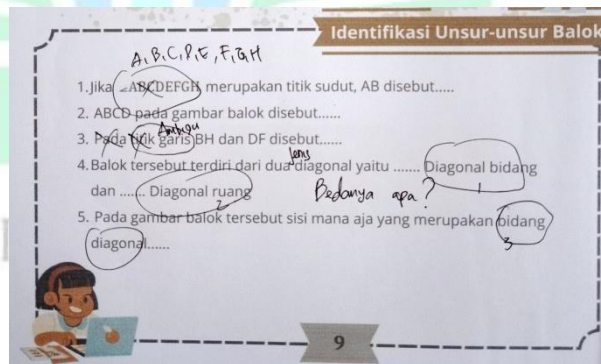 Identifikasi Unsur-unsur Balok
A, B, C, D, E, F, G, H
1.Jika ∠ABCDEFGH merupakan titik sudut, AB disebut.....
2. ABCD pada gambar balok disebut......
Ambigu
3. Pada titik garis BH dan DF disebut......
jenis
4.Balok tersebut terdiri dari dua diagonal yaitu ....... Diagonal bidang
1
dan ....... Diagonal ruang
2
Bedanya apa?
5. Pada gambar balok tersebut sisi mana aja yang merupakan bidang
3
diagonal......
9